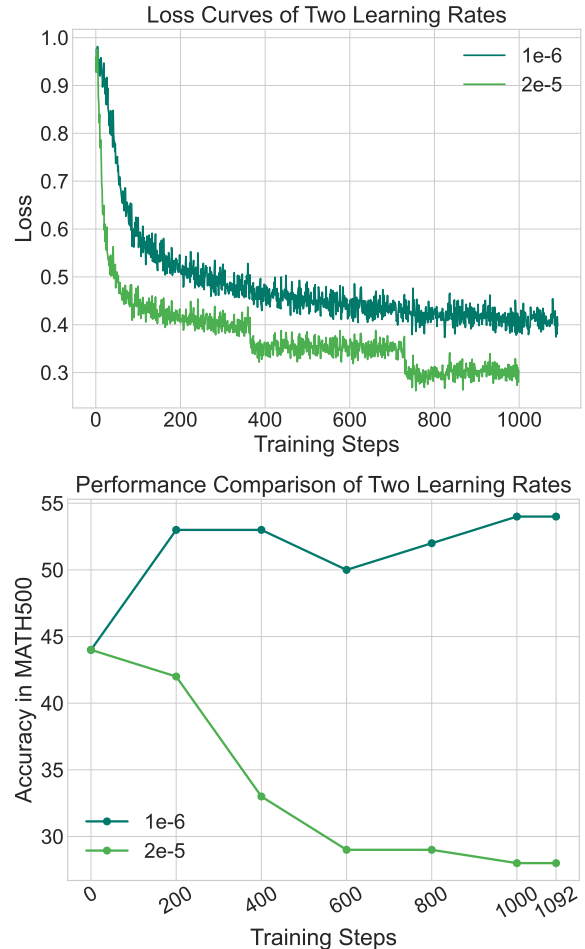 Loss Curves of Two Learning Rates
1.0
0.9
0.8
0.7
0.6
0.5
0.4
0.3
Loss
1e-6
2e-5
0
200
400
600
800
1000
Training Steps
Performance Comparison of Two Learning Rates
55
50
45
40
35
30
Accuracy in MATH500
1e-6
2e-5
0
200
400
600
800
1000
1092
Training Steps